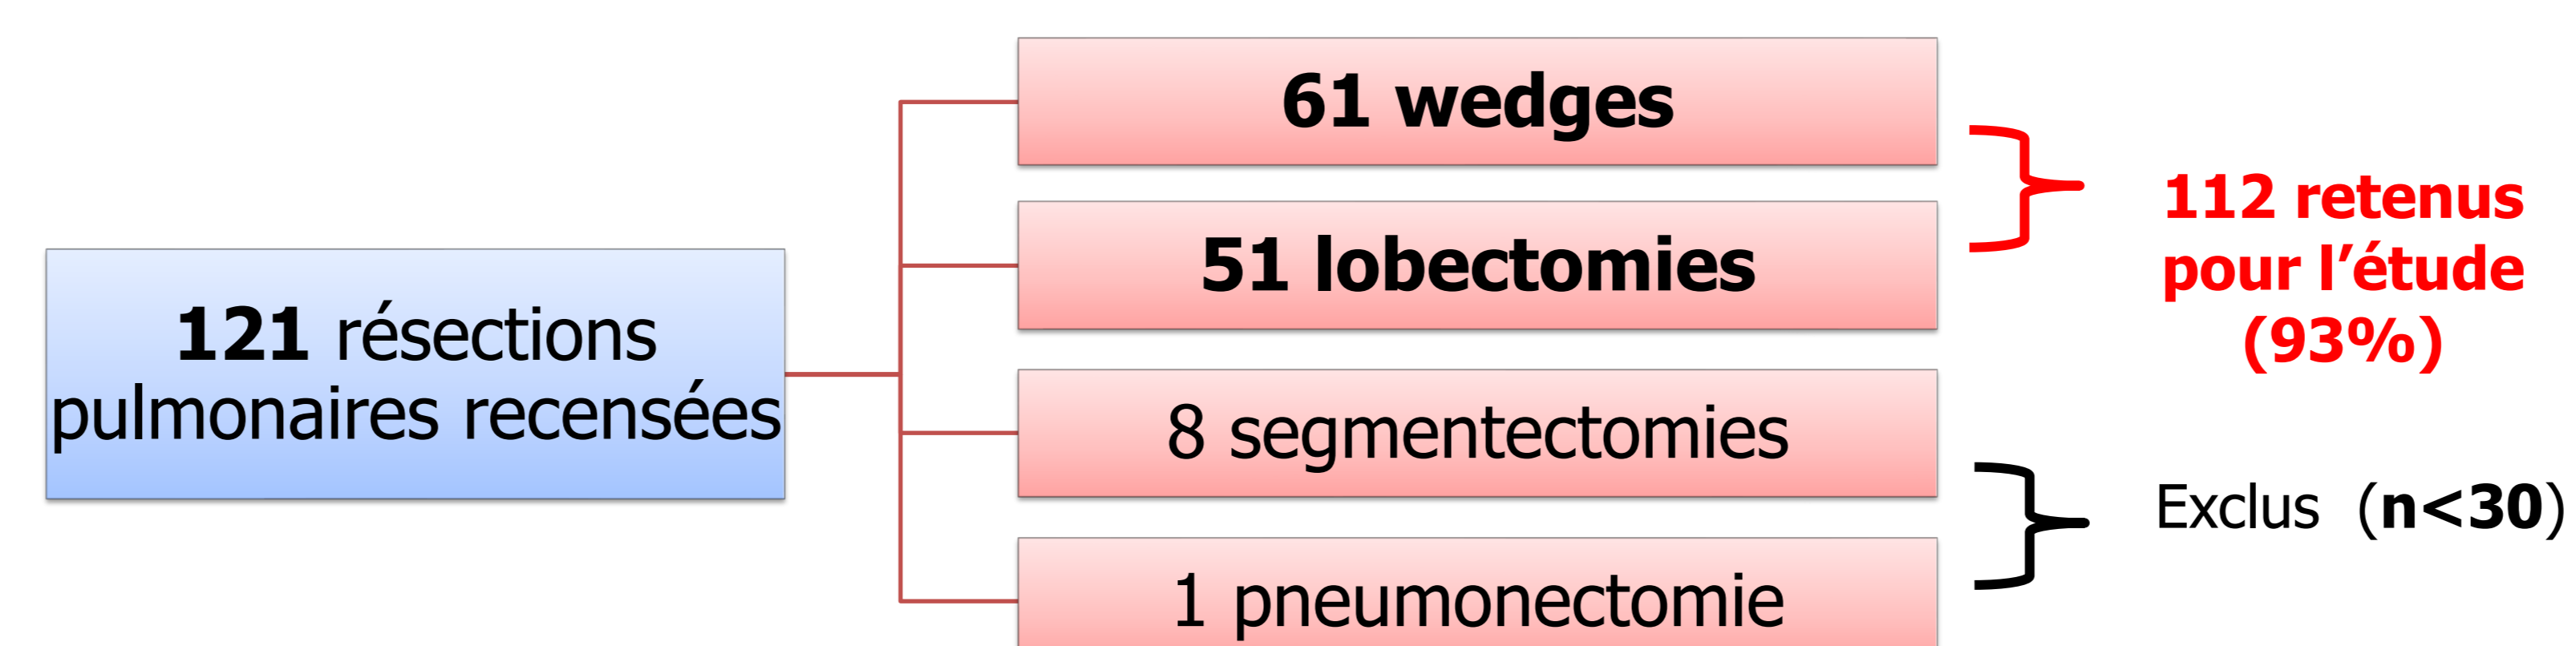 121 résections
pulmonaires recensées
61 wedges
51 lobectomies
8 segmentectomies
1 pneumonectomie
112 retenus
pour l’étude
(93%)
Exclus (n<30)